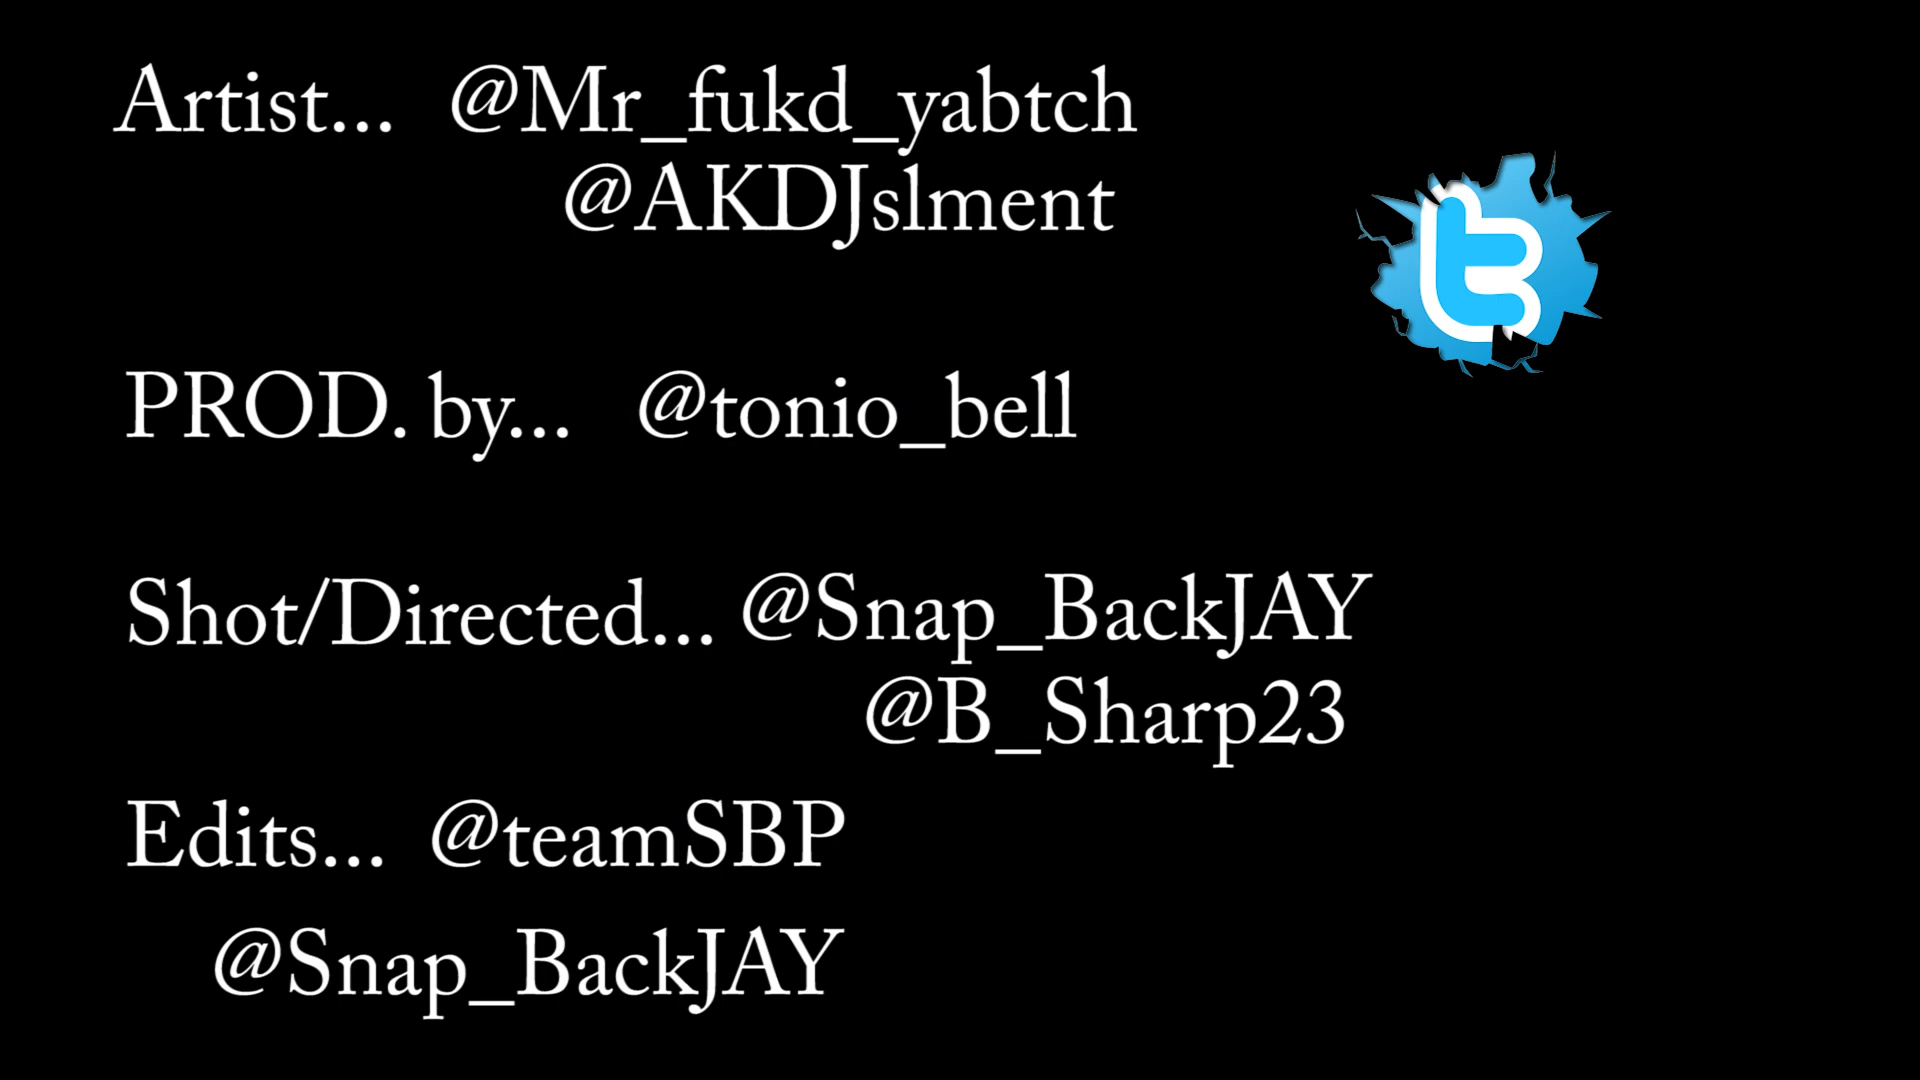 Artist... @Mr_fukd_yabtch
@AKDJslment
PROD. by... @tonio_bell
Shot/Directed... @Snap_BackJAY
@B_Sharp23
Edits... @teamSBP
@Snap_BackJAY